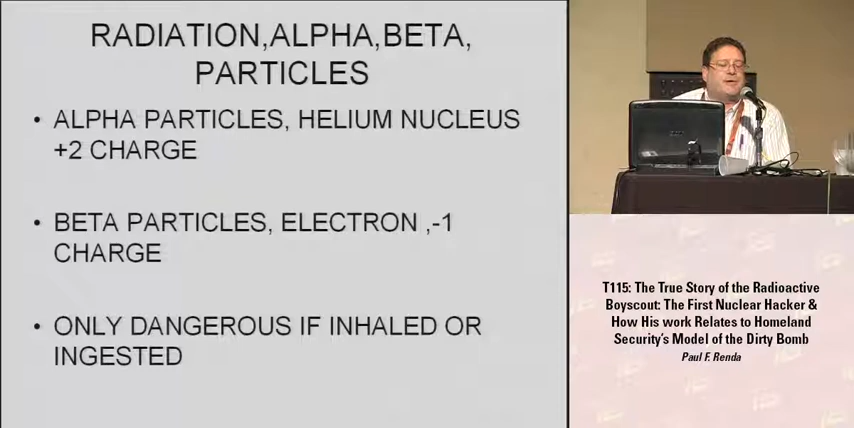 RADIATION,ALPHA,BETA,
PARTICLES
• ALPHA PARTICLES, HELIUM NUCLEUS
+2 CHARGE
• BETA PARTICLES, ELECTRON ,-1
CHARGE
• ONLY DANGEROUS IF INHALED OR
INGESTED
T115: The True Story of the Radioactive
Boyscout: The First Nuclear Hacker &
How His work Relates to Homeland
Security's Model of the Dirty Bomb
Paul F. Renda